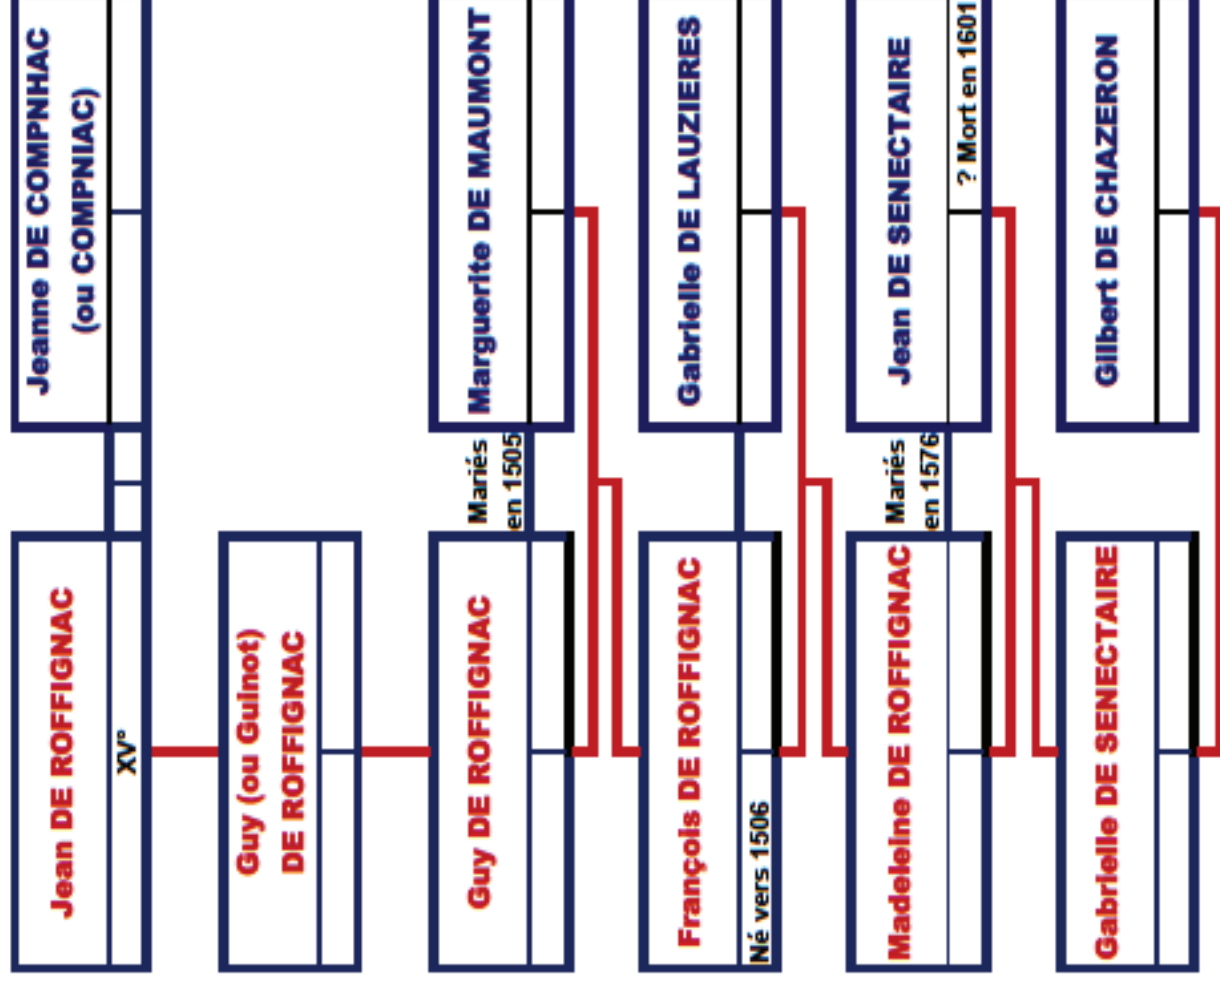 Jean DE ROFFIGNAC
XV°
Jeanne DE COMPNHAC
(ou COMPNIAC)
Guy (ou Guinot)
DE ROFFIGNAC
Guy DE ROFFIGNAC
Mariés
en 1505
Marguerite DE MAUMONT
François DE ROFFIGNAC
Né vers 1506
Gabrielle DE LAUZIERES
Madeleine DE ROFFIGNAC
Mariés
en 1576
Jean DE SENECTAIRE
? Mort en 1601
Gabrielle DE SENECTAIRE
Gilbert DE CHAZERON